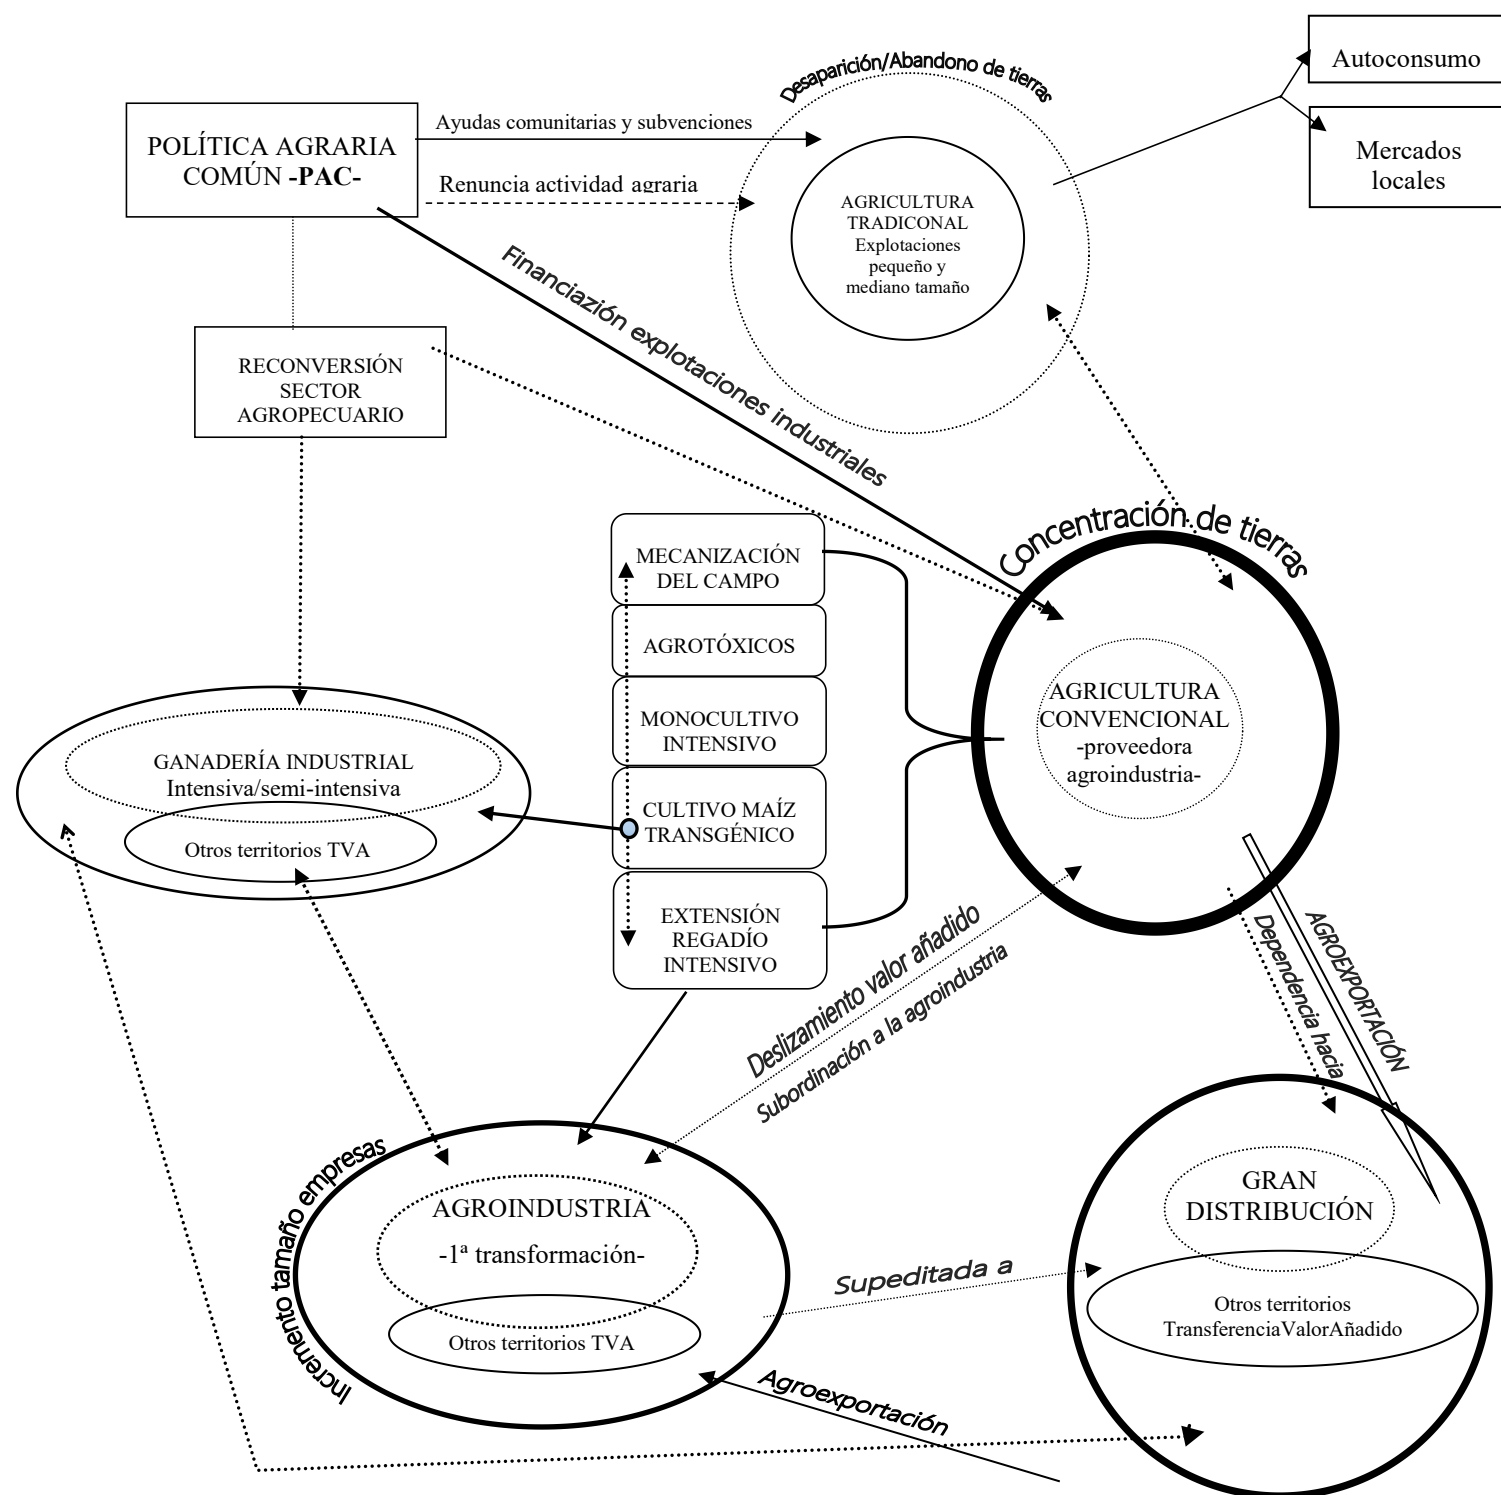 Autoconsumo
Desaparición/Abandono de tierras
POLÍTICA AGRARIA
COMÚN -PAC-
Ayudas comunitarias y subvenciones
Renuncia actividad agraria
Mercados
locales
AGRICULTURA
TRADICONAL
Explotaciones
pequeño y
mediano tamaño
Financiazión explotaciones industriales
RECONVERSIÓN
SECTOR
AGROPECUARIO
Concentración de tierras
MECANIZACIÓN
DEL CAMPO
AGROTÓXICOS
MONOCULTIVO
INTENSIVO
CULTIVO MAÍZ
TRANSGÉNICO
EXTENSIÓN
REGADÍO
INTENSIVO
AGRICULTURA
CONVENCIONAL
-proveedora
agroindustria-
GANADERÍA INDUSTRIAL
Intensiva/semi-intensiva
Otros territorios TVA
Deslizamiento valor añadido
Subordinación a la agroindustria
Dependencia hacia
AGROEXPORTACIÓN
Incremento tamaño empresas
AGROINDUSTRIA
-1ª transformación-
Otros territorios TVA
Supeditada a
GRAN
DISTRIBUCIÓN
Otros territorios
TransferenciaValorAñadido
Agroexportación